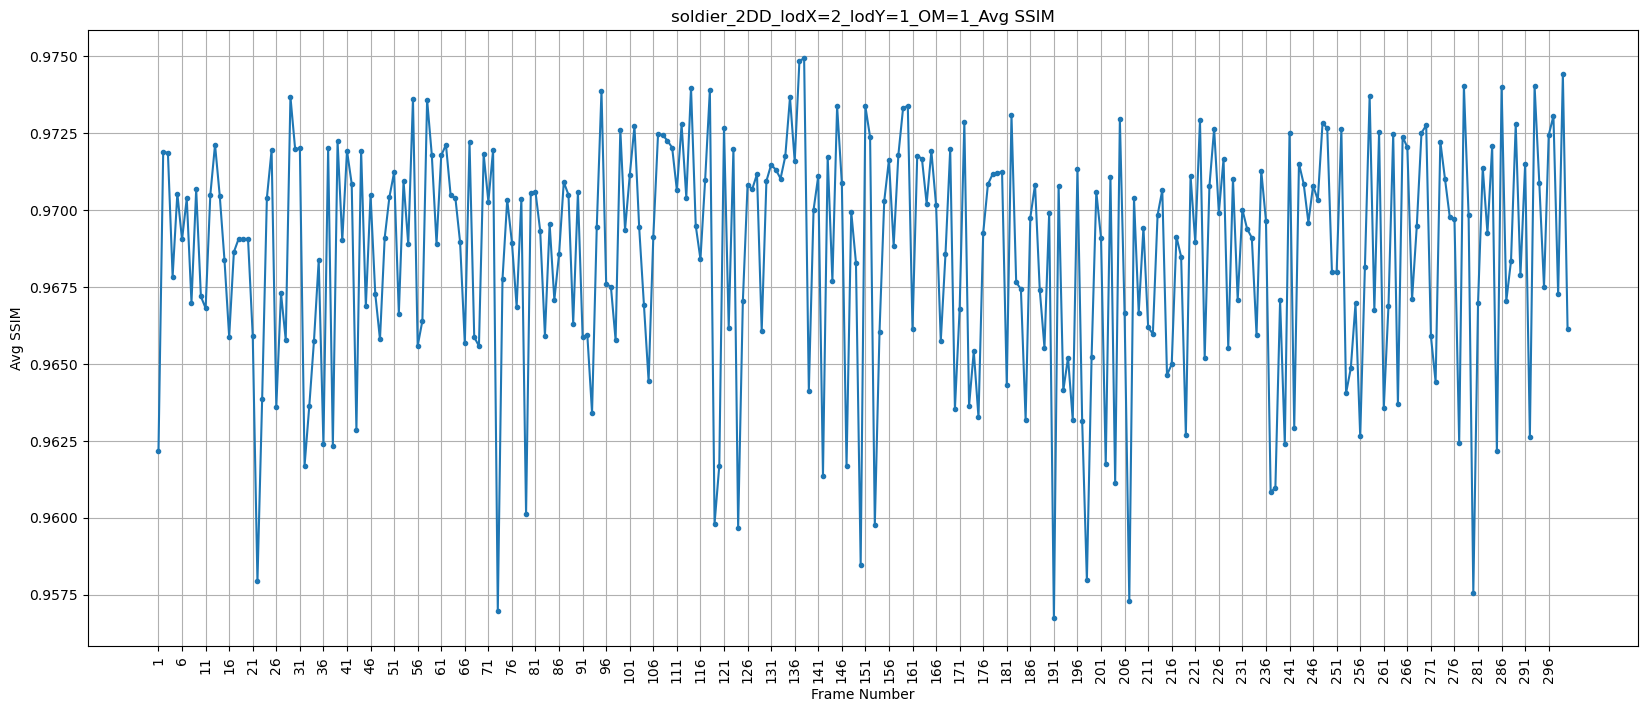 soldier_2DD_lodX=2_lodY=1_OM=1_Avg SSIM
0.9750
0.9725
0.9700
0.9675
0.9650
0.9625
0.9600
0.9575
Avg SSIM
1 6 11 16 21 26 31 36 41 46 51 56 61 66 71 76 81 86 91 96 101 106 111 116 121 126 131 136 141 146 151 156 161 166 171 176 181 186 191 196 201 206 211 216 221 226 231 236 241 246 251 256 261 266 271 276 281 286 291 296
Frame Number